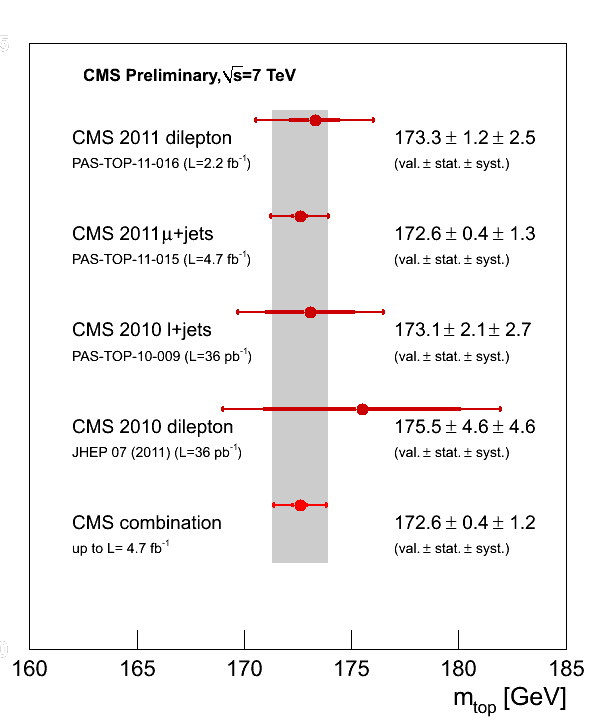 CMS Preliminary, √s=7 TeV
CMS 2011 dilepton 173.3 ± 1.2 ± 2.5
PAS-TOP-11-016 (L=2.2 fb⁻¹) (val. ± stat. ± syst.)
CMS 2011 μ+jets 172.6 ± 0.4 ± 1.3
PAS-TOP-11-015 (L=4.7 fb⁻¹) (val. ± stat. ± syst.)
CMS 2010 l+jets 173.1 ± 2.1 ± 2.7
PAS-TOP-10-009 (L=36 pb⁻¹) (val. ± stat. ± syst.)
CMS 2010 dilepton 175.5 ± 4.6 ± 4.6
JHEP 07 (2011) (L=36 pb⁻¹) (val. ± stat. ± syst.)
CMS combination 172.6 ± 0.4 ± 1.2
up to L= 4.7 fb⁻¹ (val. ± stat. ± syst.)
160 165 170 175 180 185
m_top [GeV]